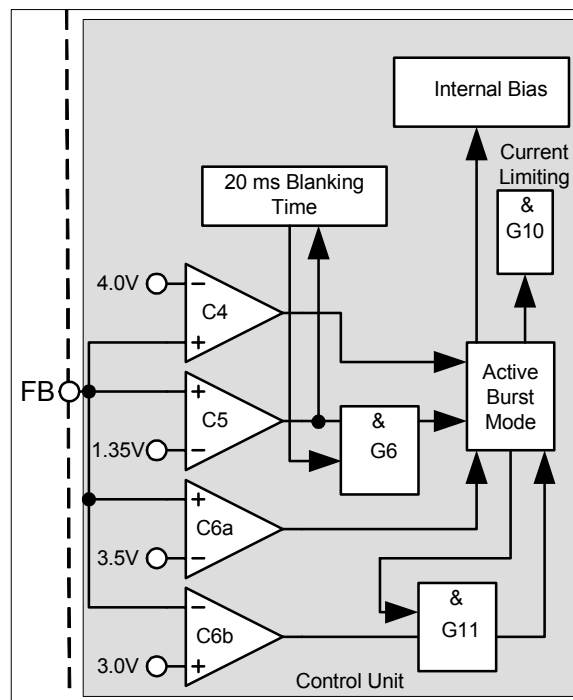 Internal Bias
Current
Limiting
20 ms Blanking
Time
&
G10
4.0V
−
C4
+
FB
+
C5
−
1.35V
&
G6
Active
Burst
Mode
+
C6a
−
3.5V
−
C6b
+
3.0V
&
G11
Control Unit